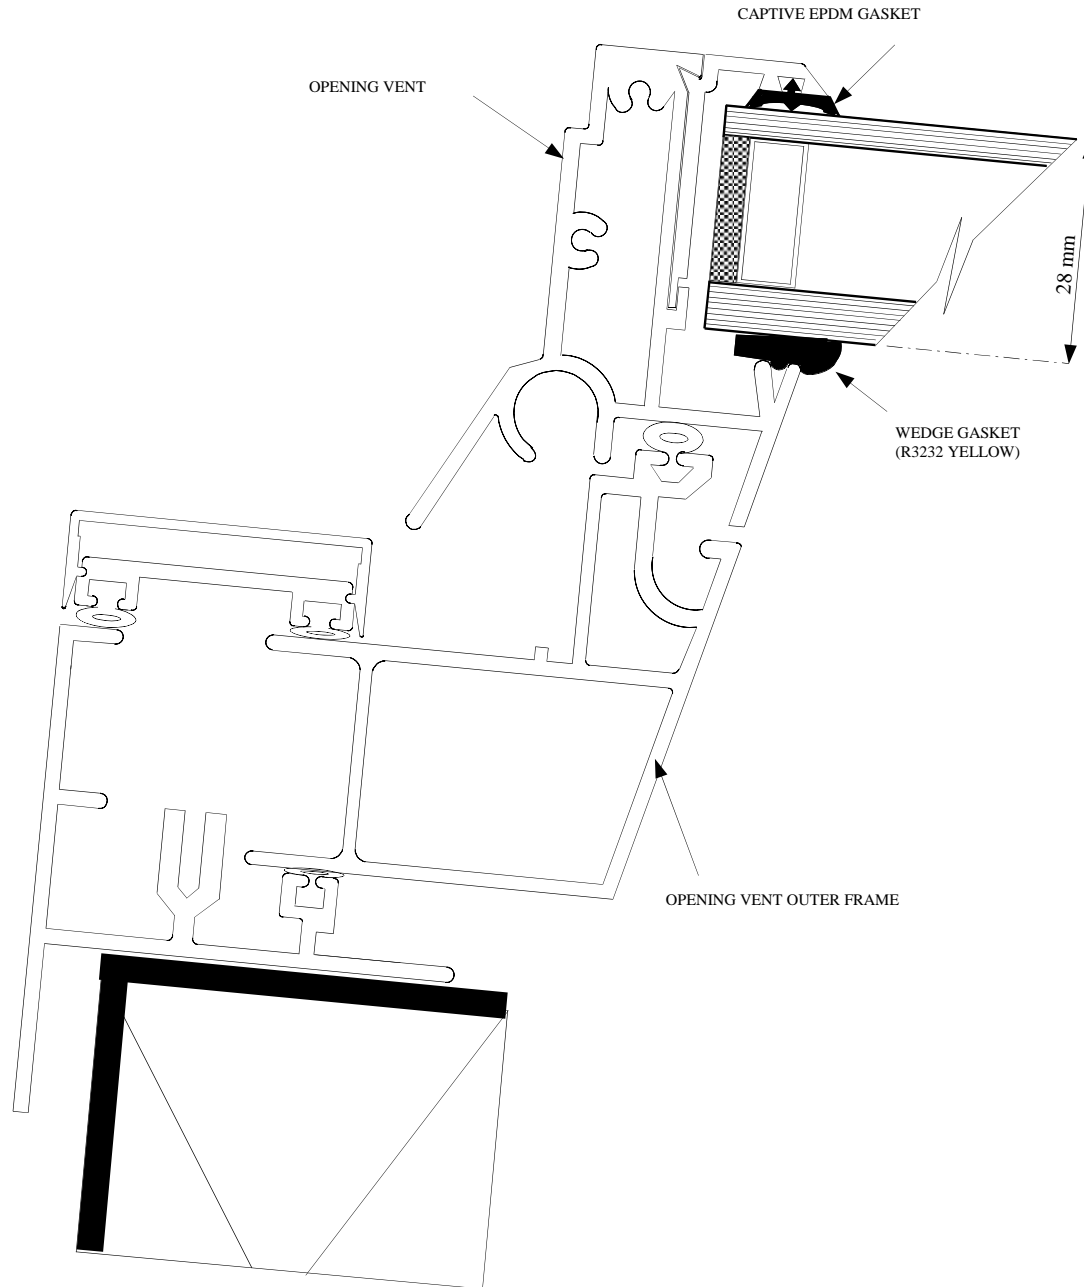 CAPTIVE EPDM GASKET
OPENING VENT
28 mm
WEDGE GASKET
(R3232 YELLOW)
OPENING VENT OUTER FRAME